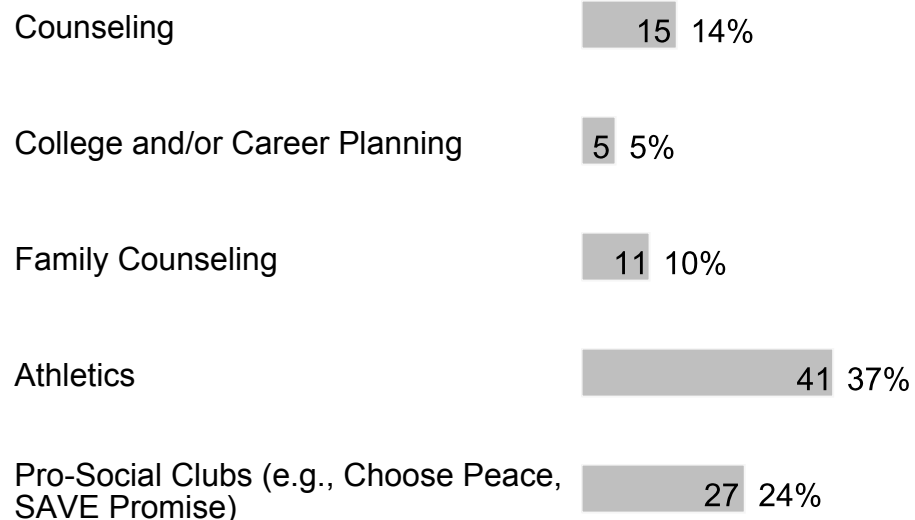 Counseling 15 14%
College and/or Career Planning 5 5%
Family Counseling 11 10%
Athletics 41 37%
Pro-Social Clubs (e.g., Choose Peace, 27 24%
SAVE Promise)